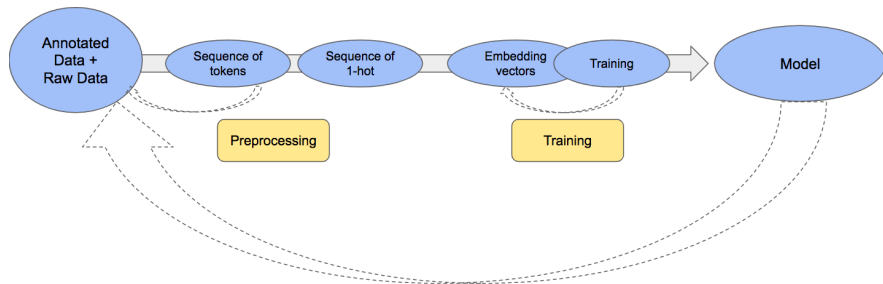 Annotated
Data +
Raw Data
Sequence of
tokens
Sequence of
1-hot
Embedding
vectors
Training
Model
Preprocessing
Training